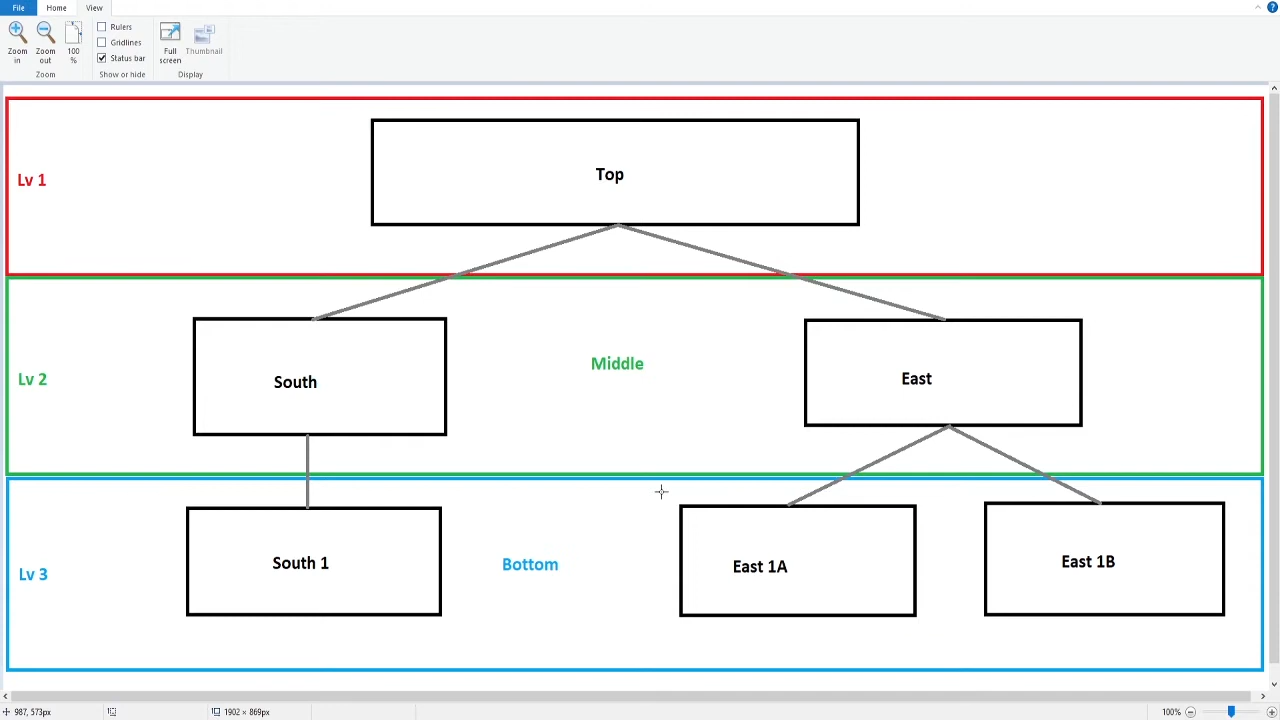 File Home View
Zoom in
Zoom out
100 %
Zoom
Rulers
Gridlines
Status bar
Show or hide
Full screen
Thumbnail
Display
Lv 1
Top
Lv 2
South
Middle
East
Lv 3
South 1
Bottom
East 1A
East 1B
987, 573px
1902 × 869px
100%